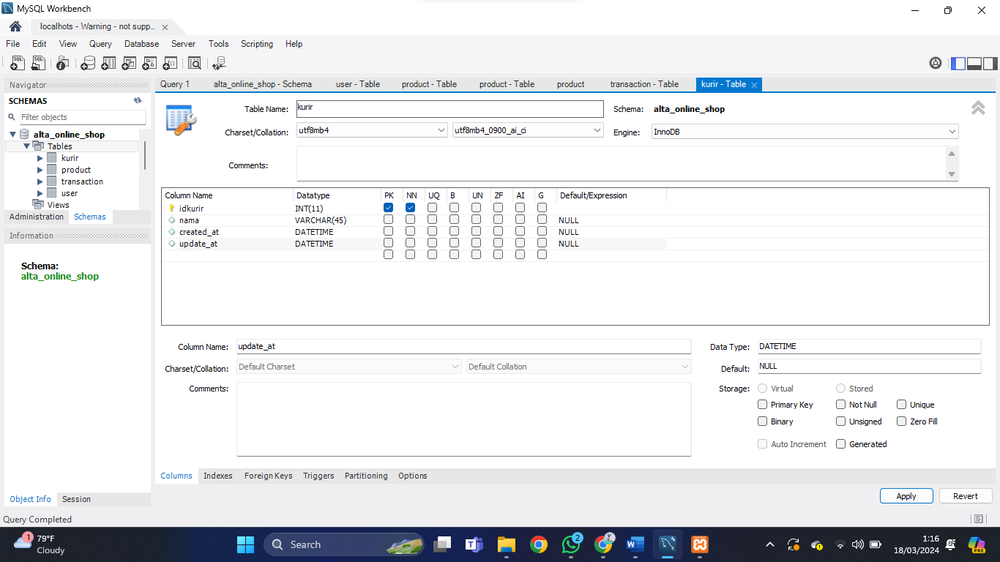 MySQL Workbench
localhots - Warning - not supp...
File Edit View Query Database Server Tools Scripting Help
Navigator
SCHEMAS
Filter objects
alta_online_shop
Tables
kurir
product
transaction
user
Views
Administration Schemas
Information
Schema:
alta_online_shop
Object Info Session
Query 1 alta_online_shop - Schema user - Table product - Table product - Table product transaction - Table kurir - Table
Table Name: kurir Schema: alta_online_shop
Charset/Collation: utf8mb4 utf8mb4_0900_ai_ci Engine: InnoDB
Comments:
Column Name Datatype PK NN UQ B UN ZF AI G Default/Expression
idkurir INT(11)
nama VARCHAR(45) NULL
created_at DATETIME NULL
update_at DATETIME NULL
Column Name: update_at Data Type: DATETIME
Charset/Collation: Default Charset Default Collation Default: NULL
Comments: Storage: Virtual Stored
Primary Key Not Null Unique
Binary Unsigned Zero Fill
Auto Increment Generated
Columns Indexes Foreign Keys Triggers Partitioning Options
Apply Revert
Query Completed
1 79°F
Cloudy
Search
2
Y
1:16
18/03/2024
PRE